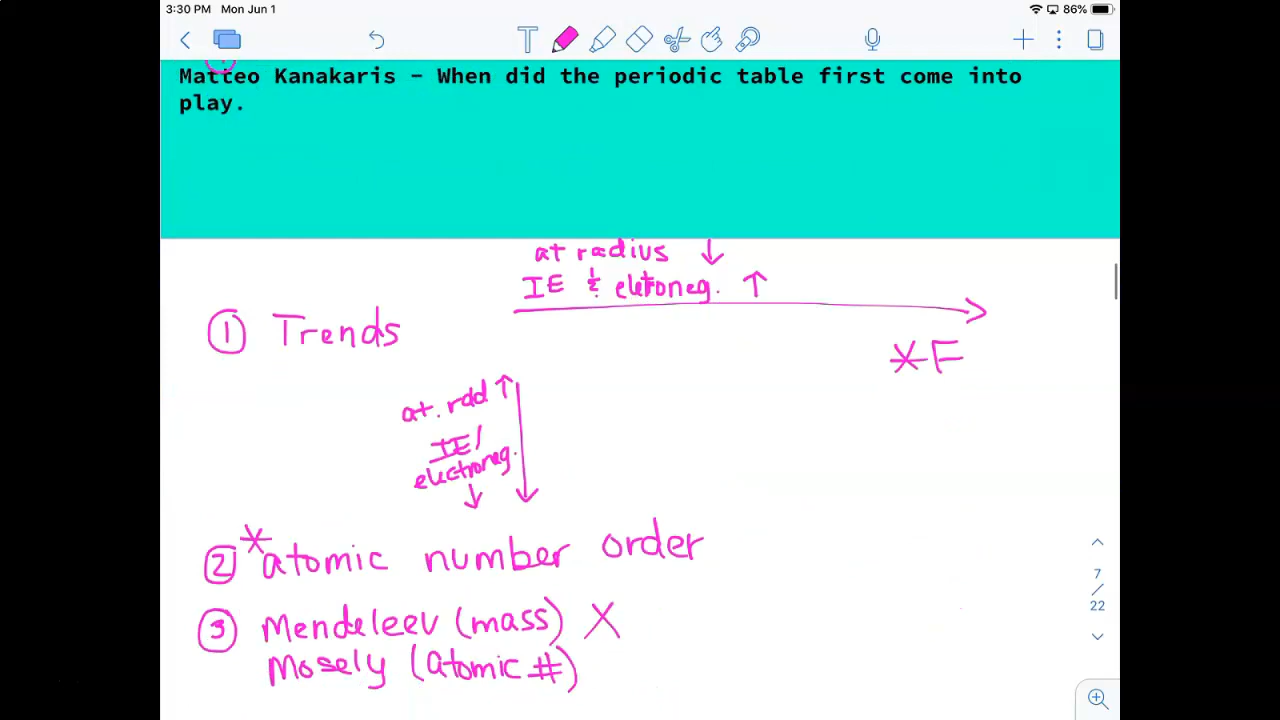 3:30 PM Mon Jun 1
86%
Matteo Kanakaris - When did the periodic table first come into
play.
at radius ↓
IE & eletroneg. ↑
① Trends
*F
at. rad ↑
IE/
electroneg.
↓
② *atomic number order
③ Mendeleev (mass) X
Mosely (atomic #)
7
/
22